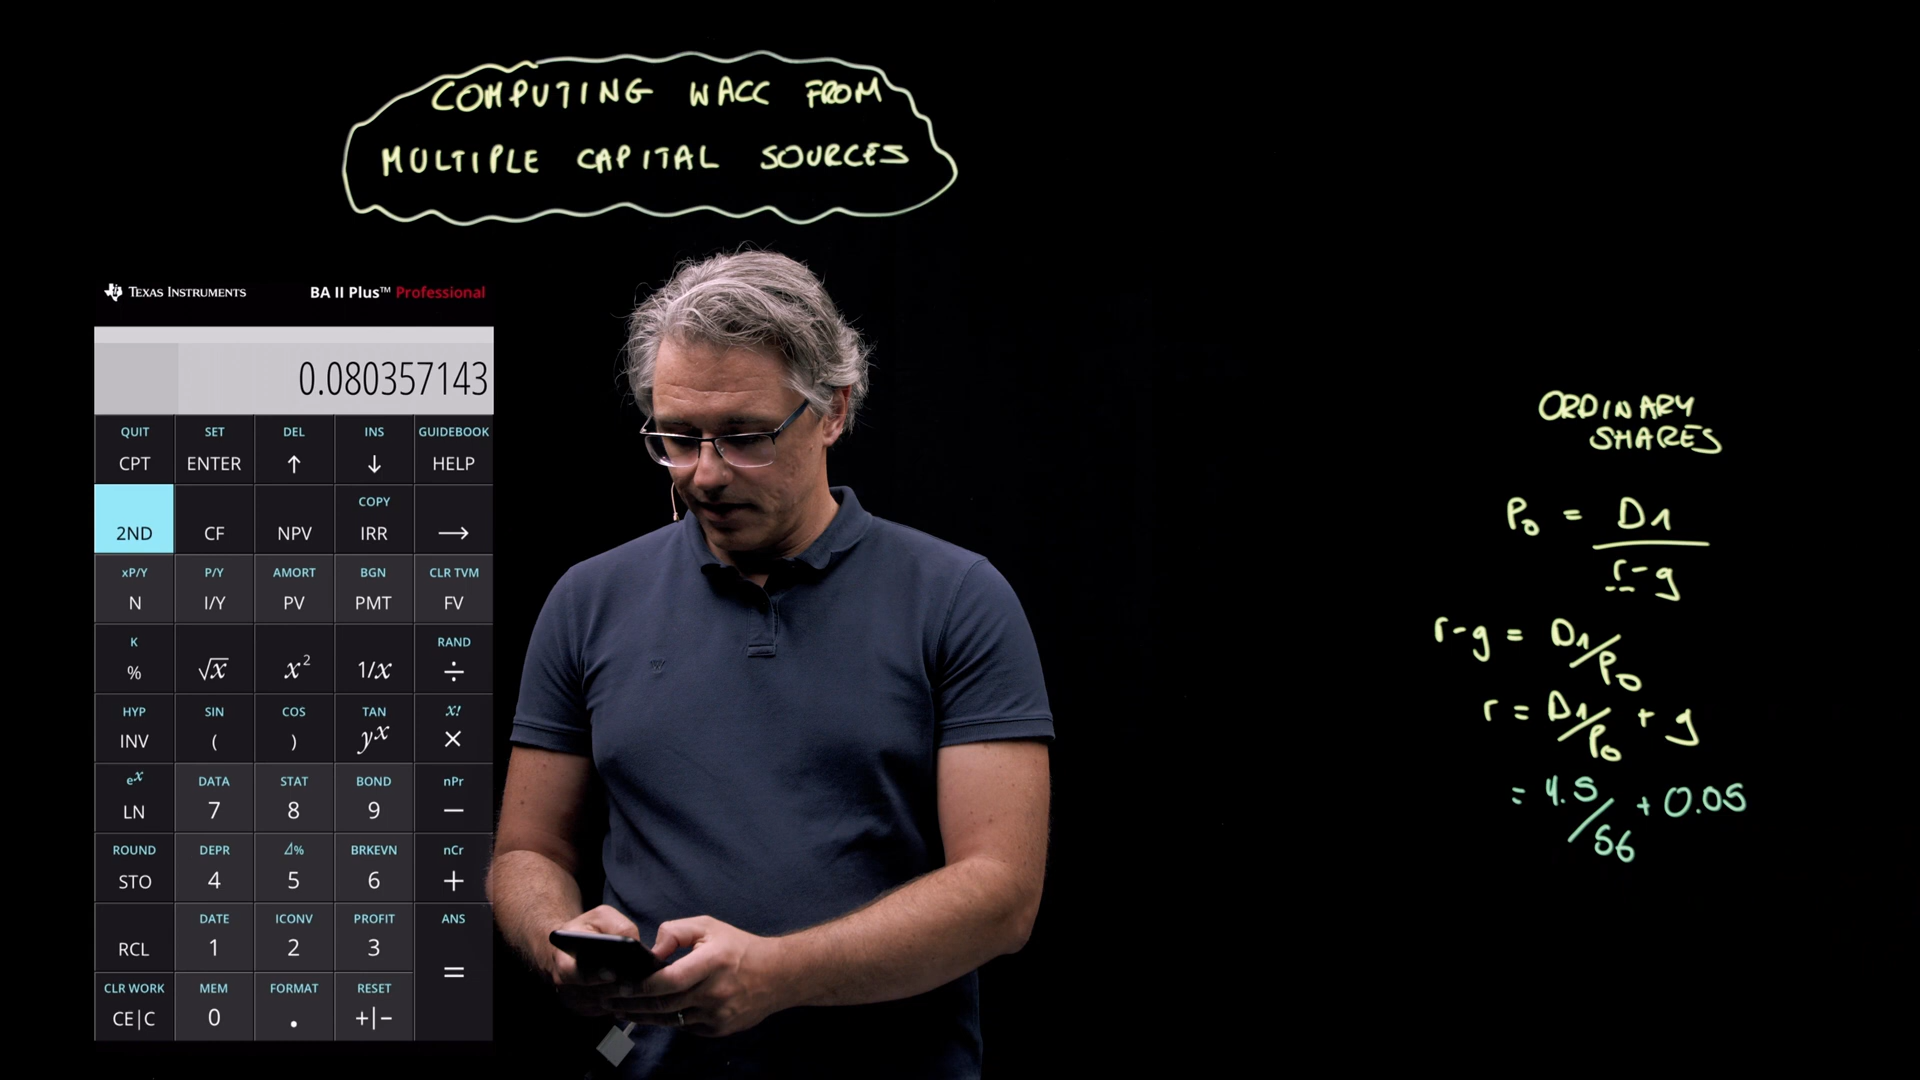 COMPUTING WACC FROM
MULTIPLE CAPITAL SOURCES
TEXAS INSTRUMENTS BA II Plus™ Professional
0.080357143
QUIT SET DEL INS GUIDEBOOK
CPT ENTER ↑ ↓ HELP
COPY
2ND CF NPV IRR →
xP/Y P/Y AMORT BGN CLR TVM
N I/Y PV PMT FV
K RAND
% √x x² 1/x ÷
HYP SIN COS TAN x!
INV ( ) yˣ ×
eˣ DATA STAT BOND nPr
LN 7 8 9 −
ROUND DEPR Δ% BRKEVN nCr
STO 4 5 6 +
DATE ICONV PROFIT ANS
RCL 1 2 3 =
CLR WORK MEM FORMAT RESET
CE|C 0 . +|−
W
ORDINARY
SHARES
P₀ = D1
r-g
r-g = D1/P₀
r = D1/P₀ + g
= 4.5/56 + 0.05